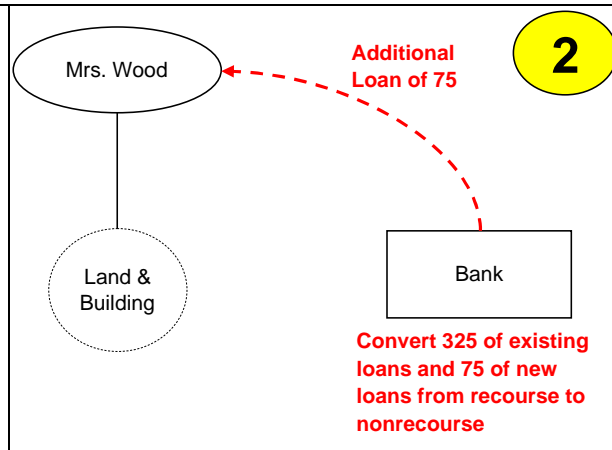 Mrs. Wood
Additional
Loan of 75
2
Land &
Building
Bank
Convert 325 of existing
loans and 75 of new
loans from recourse to
nonrecourse